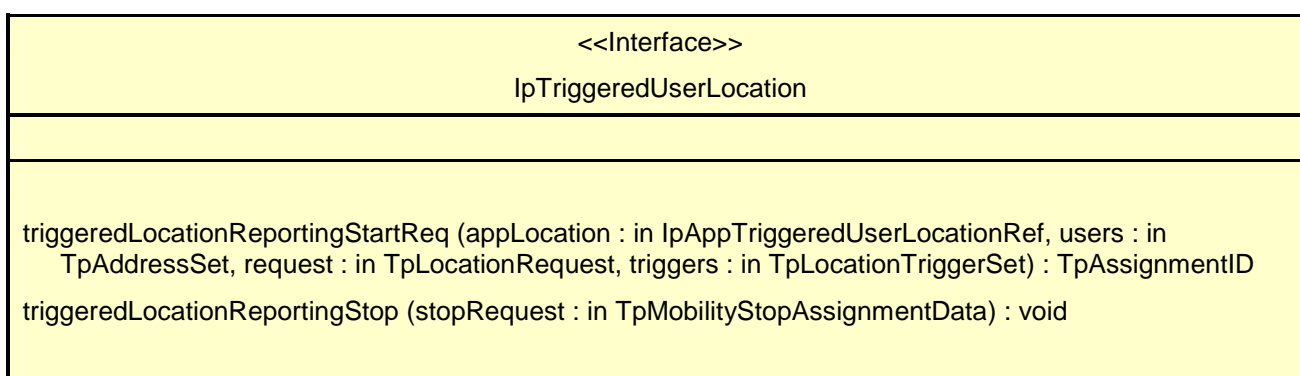 <<Interface>>
IpTriggeredUserLocation
triggeredLocationReportingStartReq (appLocation : in IpAppTriggeredUserLocationRef, users : in
TpAddressSet, request : in TpLocationRequest, triggers : in TpLocationTriggerSet) : TpAssignmentID
triggeredLocationReportingStop (stopRequest : in TpMobilityStopAssignmentData) : void